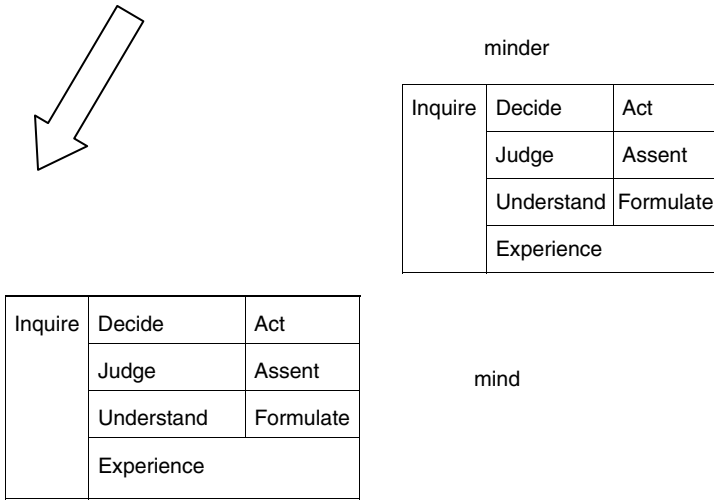 minder
Inquire Decide Act
Judge Assent
Understand Formulate
Experience
Inquire Decide Act
Judge Assent
mind
Understand Formulate
Experience